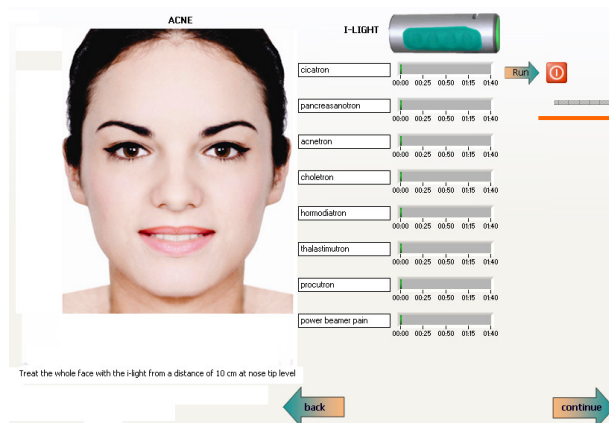 ACNE
I-LIGHT
cicatron
Run
00:00 00:25 00:50 01:15 01:40
pancreasanotron
00:00 00:25 00:50 01:15 01:40
acnetron
00:00 00:25 00:50 01:15 01:40
choletron
00:00 00:25 00:50 01:15 01:40
hormodiatron
00:00 00:25 00:50 01:15 01:40
thalastimutron
00:00 00:25 00:50 01:15 01:40
procutron
00:00 00:25 00:50 01:15 01:40
power beamer pain
00:00 00:25 00:50 01:15 01:40
Treat the whole face with the i-light from a distance of 10 cm at nose tip level
back
continue